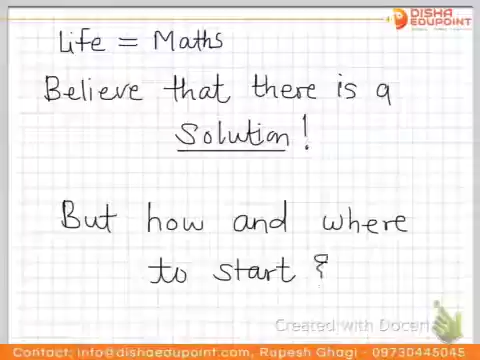 DISHA
EDUPOINT
Life = Maths
Believe that there is a
Solution!
But how and where
to start ?
Created with Doceri
Contact: info@dishaedupoint.com, Rupesh Ghagi - 09730445045